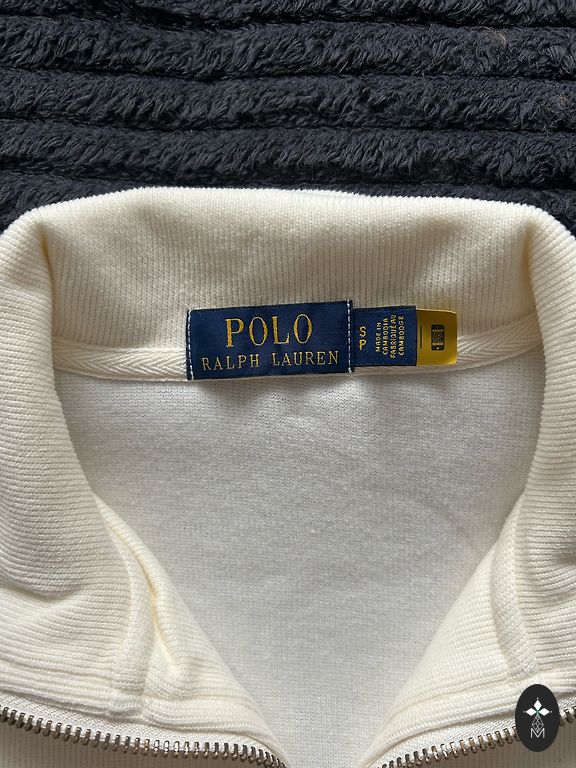 POLO
RALPH LAUREN
S
P
MADE IN
CAMBODIA
FABRIQUÉ AU
CAMBODGE
M